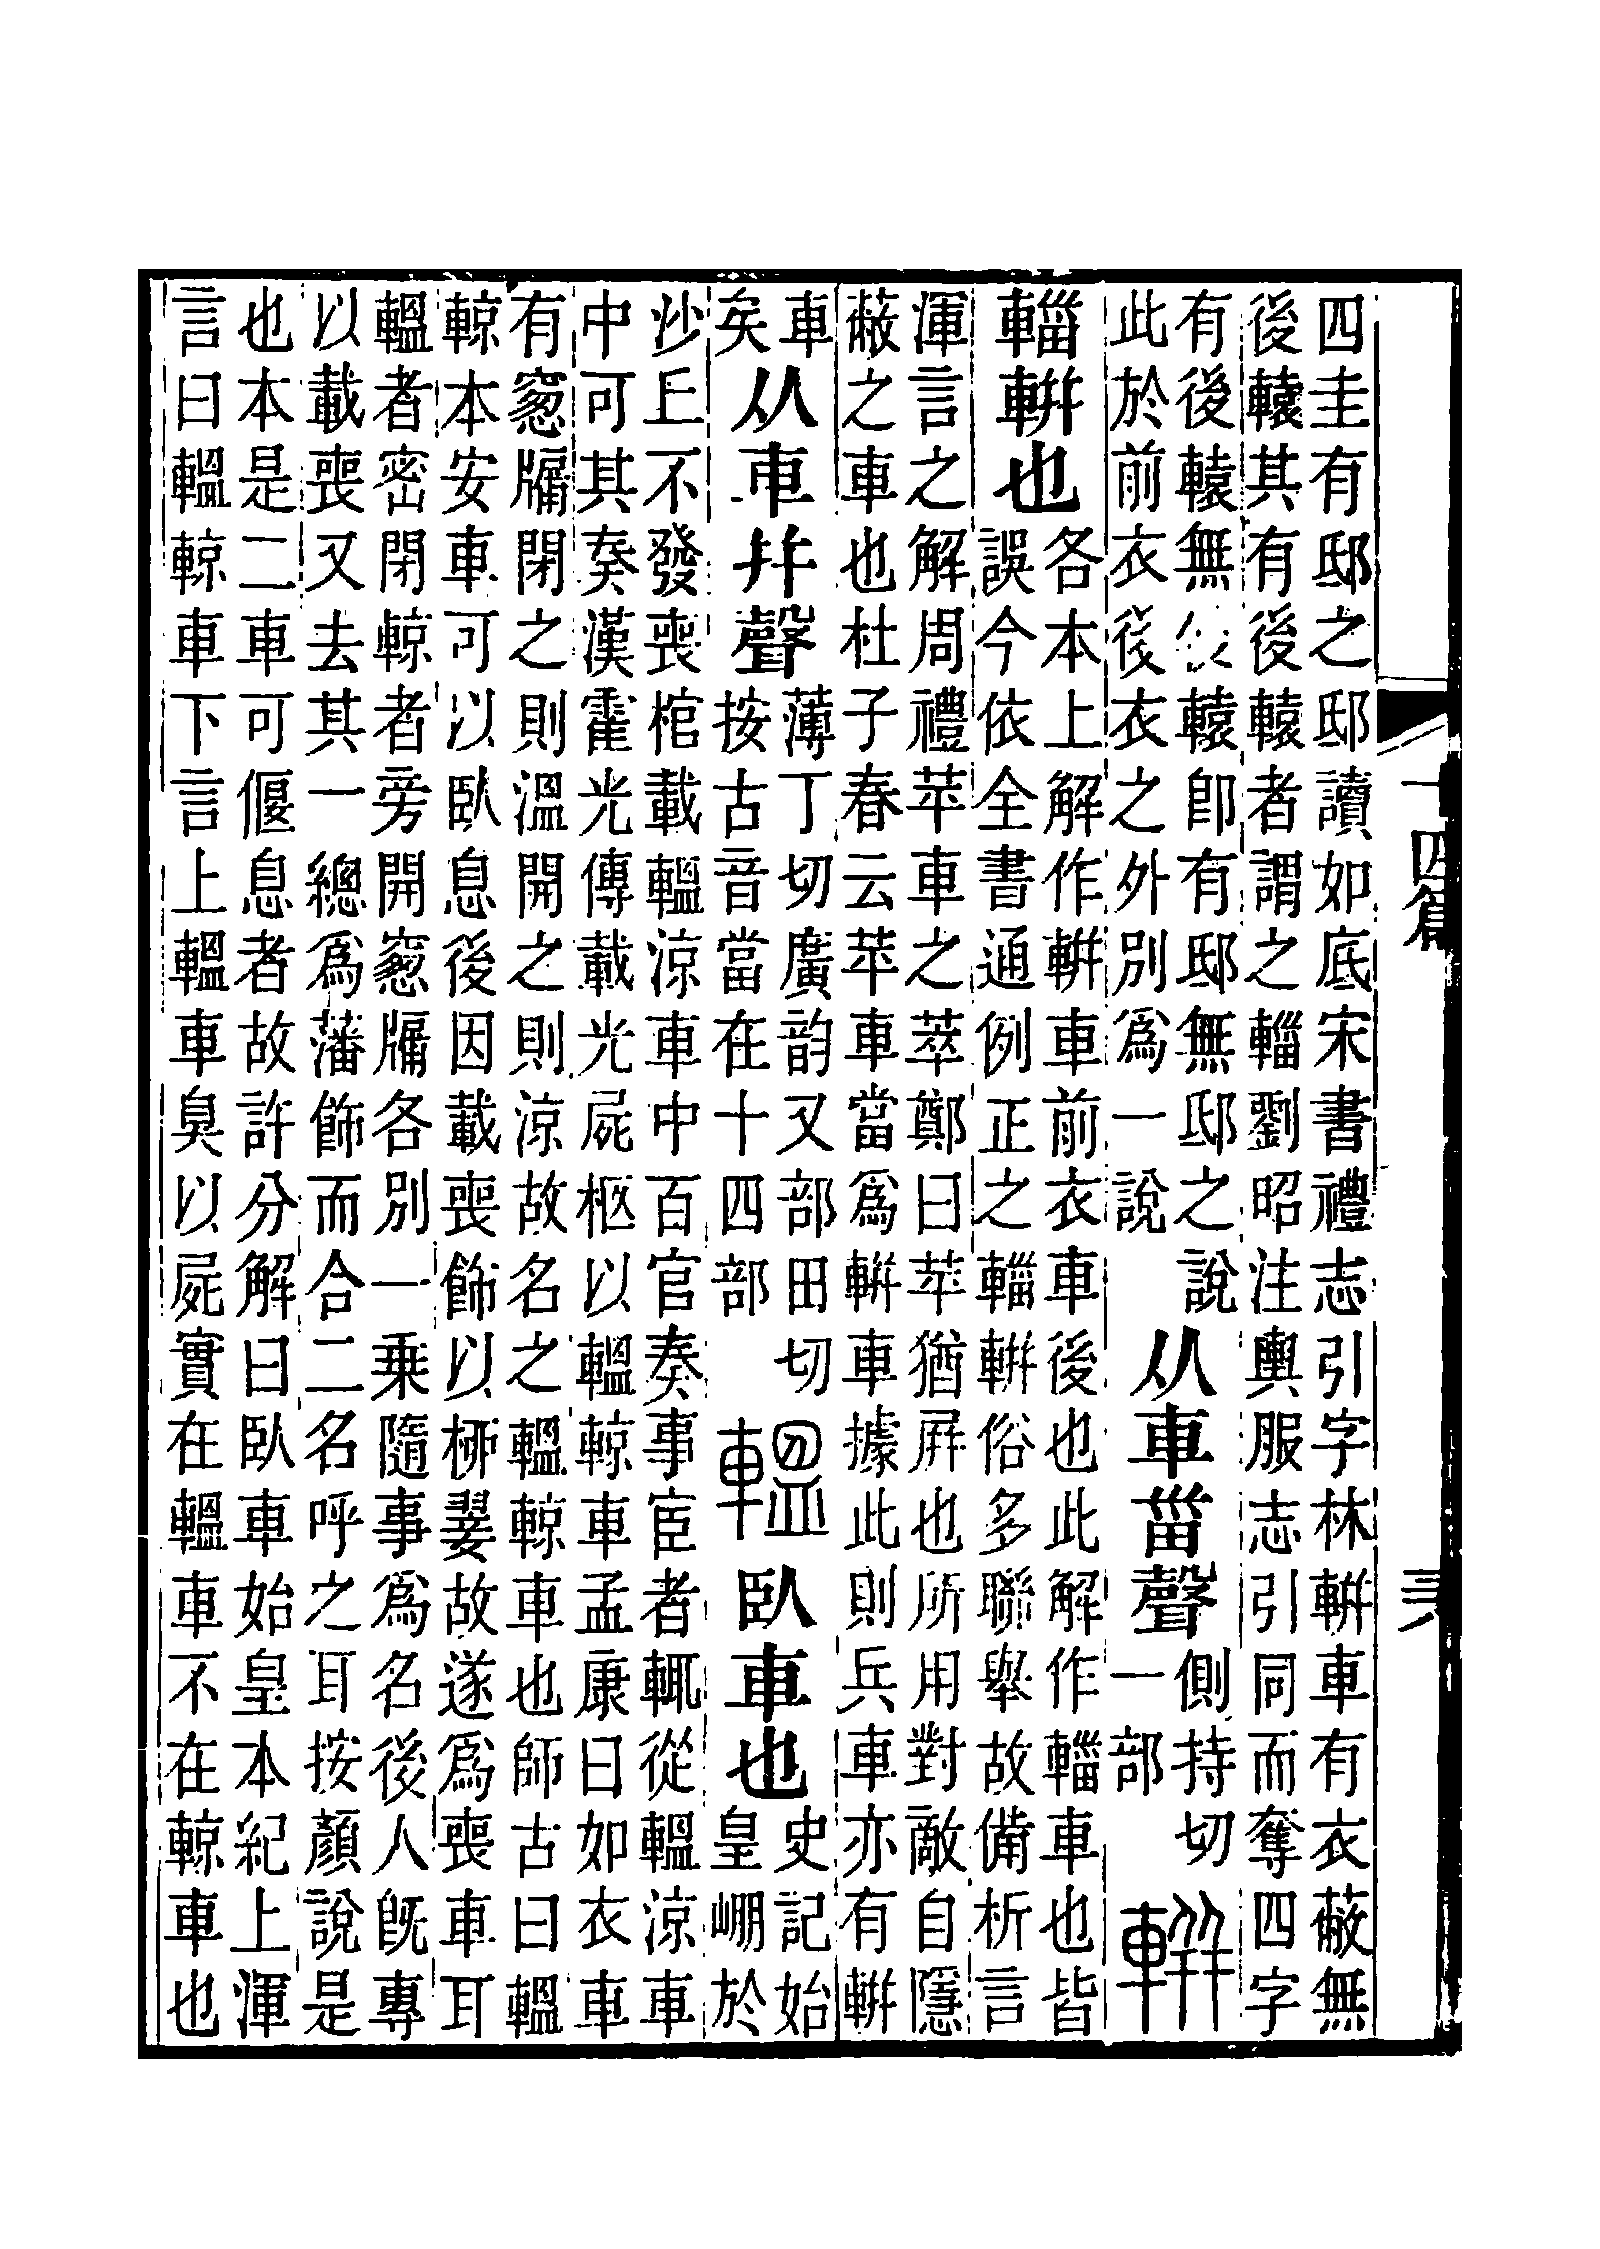 十四篇
四圭有邸之邸讀如底宋書禮志引字林軿車有衣蔽無
後轅其有後轅者謂之輜劉昭注輿服志引同而奪四字
有後轅無後轅卽有邸無邸之說
此於前衣後衣之外別爲一說
从車甾聲
側持切
一部
軿
輜軿也
各本上解作軿車前衣車後也此解作輜車也皆
誤今依全書通例正之輜軿俗多聯舉故備析言
渾言之解周禮苹車之萃鄭曰苹猶屏也所用對敵自隱
蔽之車也杜子春云苹車當爲軿車據此則兵車亦有軿
車
矣
从車幷聲
薄丁切廣韵又部田切
按古音當在十四部
轀
臥車也
史記始
皇崩於
沙丘不發喪棺載轀涼車中百官奏事宦者輒從轀涼車
中可其奏漢霍光傳載光屍柩以轀輬車孟康曰如衣車
有窻牖閉之則溫開之則涼故名之轀輬車也師古曰轀
輬本安車可以臥息後因載喪飾以柳翣故遂爲喪車耳
轀者密閉輬者旁開窻牖各別一乘隨事爲名後人旣專
以載喪又去其一總爲藩飾而合二名呼之耳按顏說是
也本是二車可偃息者故許分解曰臥車始皇本紀上渾
言曰轀輬車下言上轀車臭以屍實在轀車不在輬車也